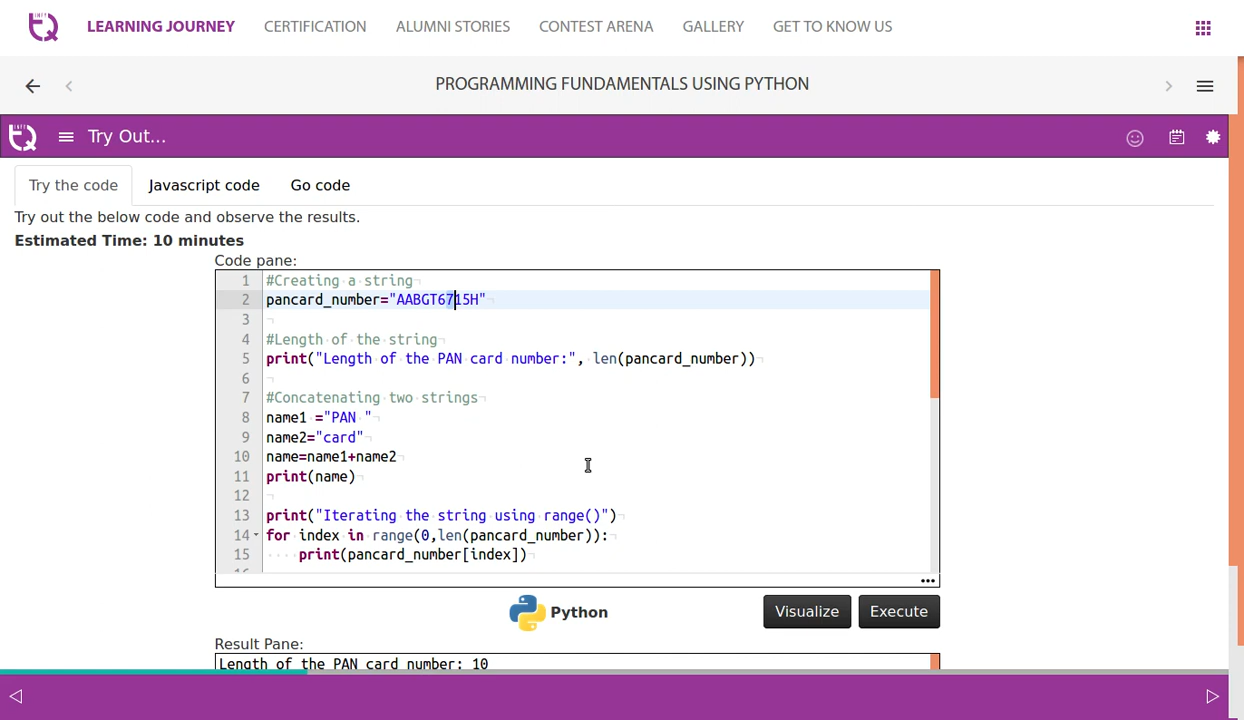 LEARNING JOURNEY CERTIFICATION ALUMNI STORIES CONTEST ARENA GALLERY GET TO KNOW US
PROGRAMMING FUNDAMENTALS USING PYTHON
Try Out...
Try the code Javascript code Go code
Try out the below code and observe the results.
Estimated Time: 10 minutes
Code pane:
1 #Creating a string
2 pancard_number="AABGT6715H"
3
4 #Length of the string
5 print("Length of the PAN card number:", len(pancard_number))
6
7 #Concatenating two strings
8 name1 ="PAN "
9 name2="card"
10 name=name1+name2
11 print(name)
12
13 print("Iterating the string using range()")
14 for index in range(0,len(pancard_number)):
15     print(pancard_number[index])
16
Python Visualize Execute
Result Pane:
Length of the PAN card number: 10